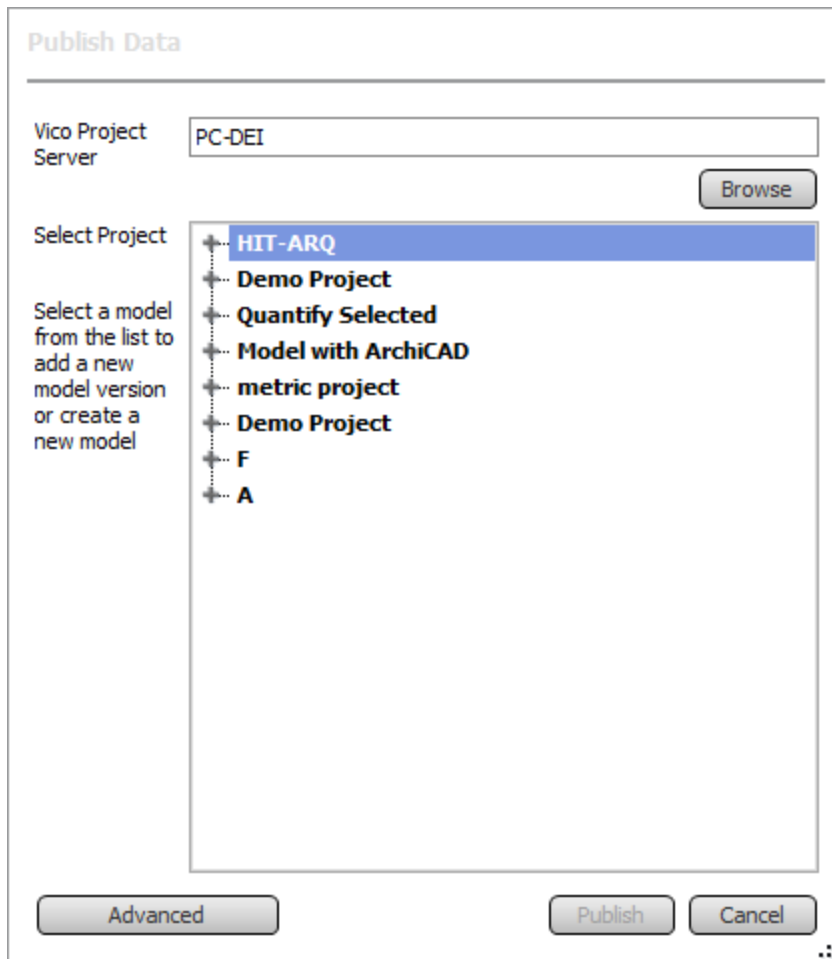 Publish Data
Vico Project
Server
PC-DEI
Browse
Select Project
HIT-ARQ
Demo Project
Quantify Selected
Model with ArchiCAD
metric project
Demo Project
F
A
Select a model
from the list to
add a new
model version
or create a
new model
Advanced
Publish
Cancel